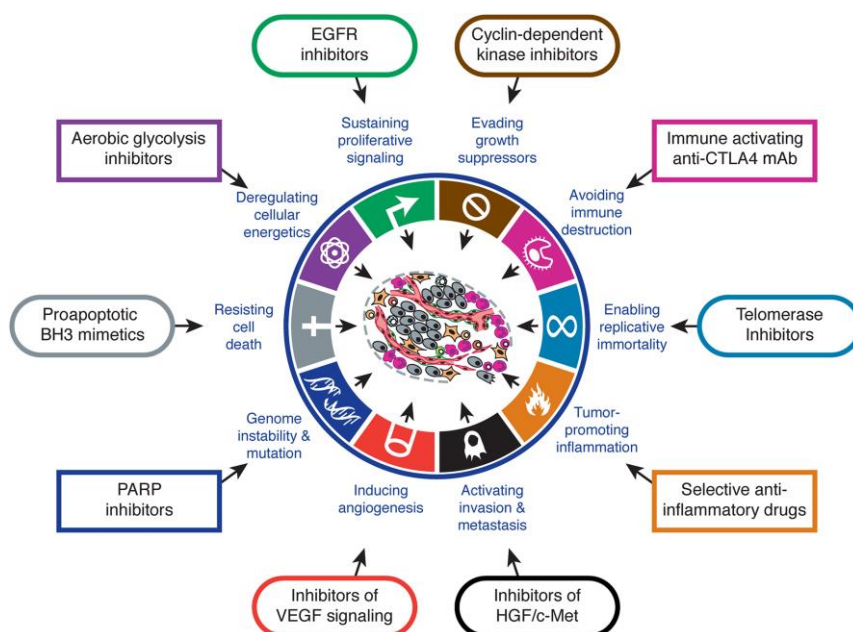 EGFR
inhibitors
Cyclin-dependent
kinase inhibitors
Sustaining
proliferative
signaling
Evading
growth
suppressors
Aerobic glycolysis
inhibitors
Immune activating
anti-CTLA4 mAb
Deregulating
cellular
energetics
Avoiding
immune
destruction
Proapoptotic
BH3 mimetics
Resisting
cell
death
Enabling
replicative
immortality
Telomerase
Inhibitors
Genome
instability &
mutation
Tumor-
promoting
inflammation
PARP
inhibitors
Inducing
angiogenesis
Activating
invasion &
metastasis
Selective anti-
inflammatory drugs
Inhibitors of
VEGF signaling
Inhibitors of
HGF/c-Met